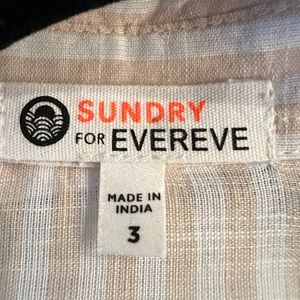 SUNDRY
FOR EVEREVE
MADE IN
INDIA
3